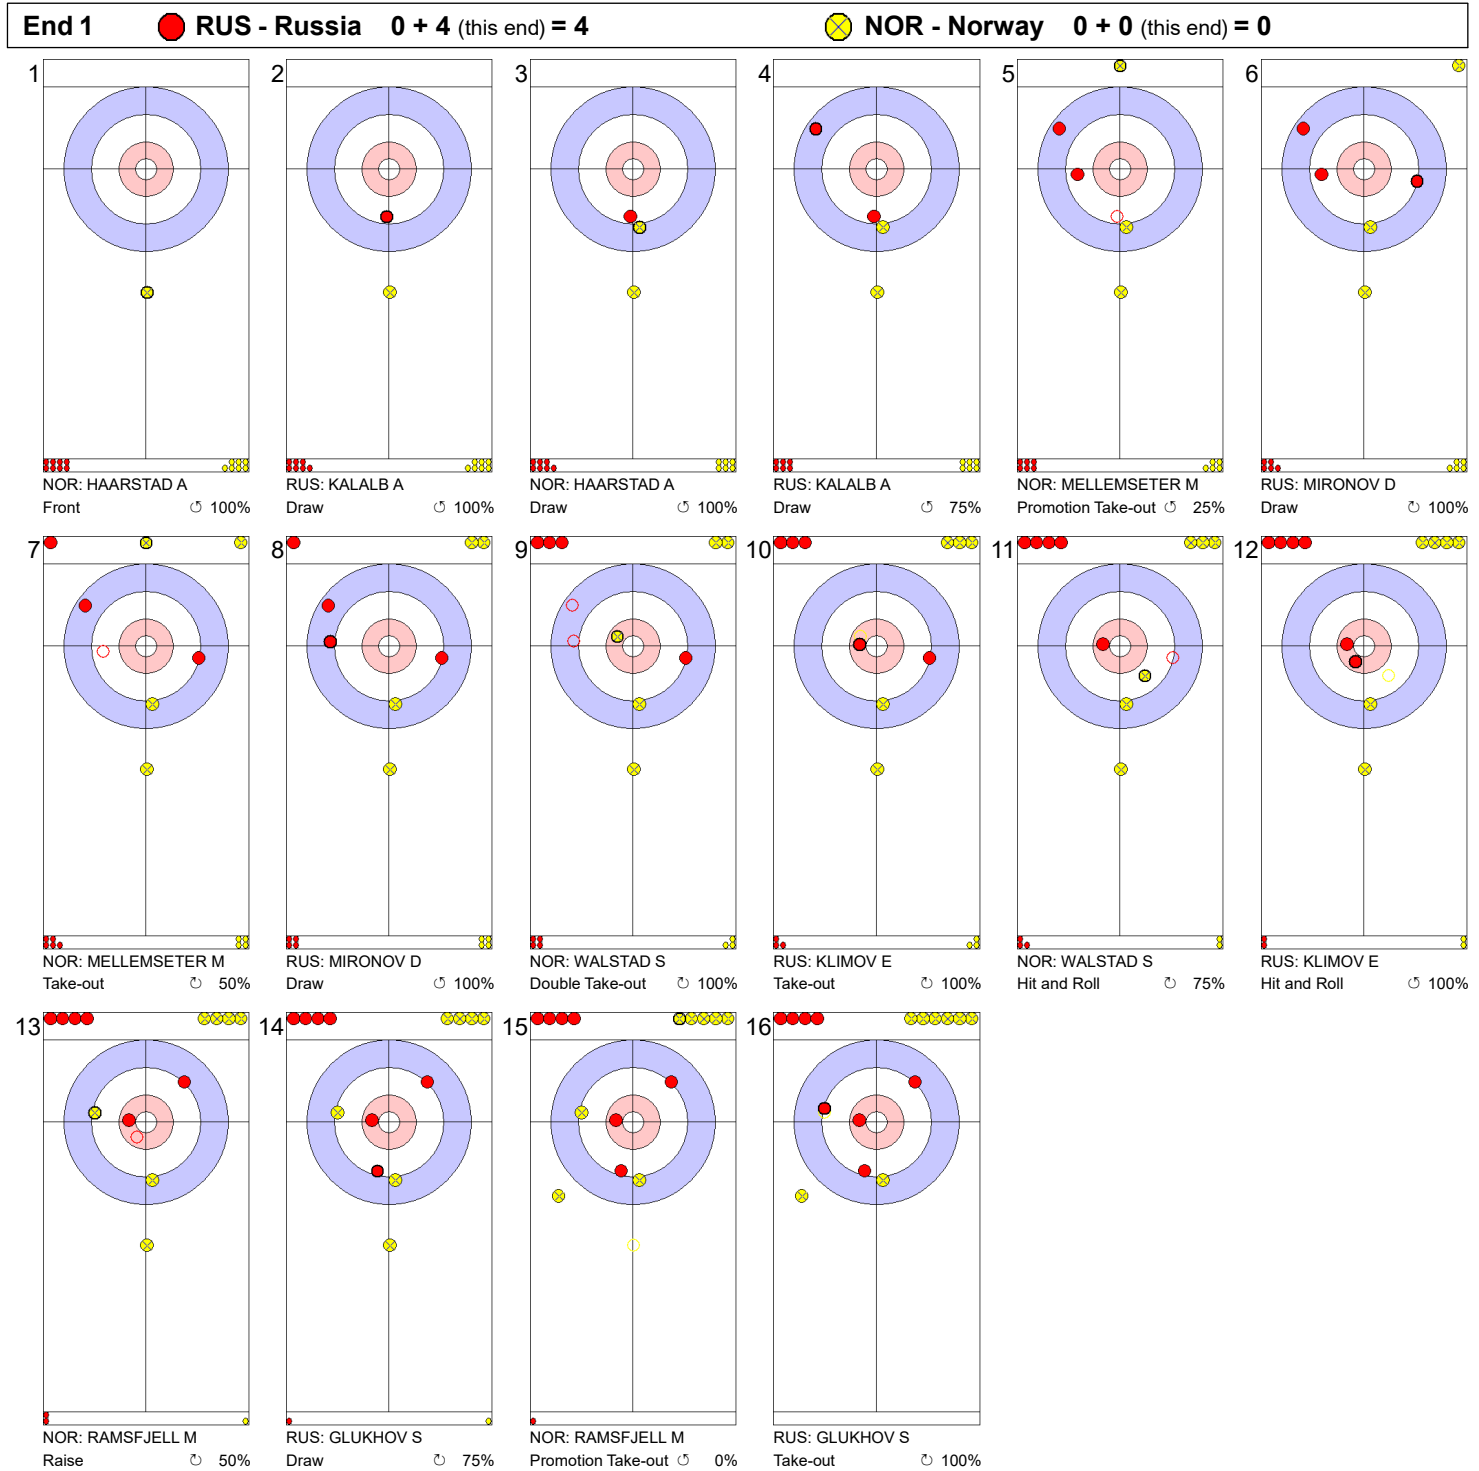 End 1 RUS - Russia 0 + 4 (this end) = 4 NOR - Norway 0 + 0 (this end) = 0
1 2 3 4 5 6
NOR: HAARSTAD A RUS: KALALB A NOR: HAARSTAD A RUS: KALALB A NOR: MELLEMSETER M RUS: MIRONOV D
Front ↺ 100% Draw ↺ 100% Draw ↺ 100% Draw ↺ 75% Promotion Take-out ↺ 25% Draw ↻ 100%
7 8 9 10 11 12
NOR: MELLEMSETER M RUS: MIRONOV D NOR: WALSTAD S RUS: KLIMOV E NOR: WALSTAD S RUS: KLIMOV E
Take-out ↻ 50% Draw ↺ 100% Double Take-out ↺ 100% Take-out ↻ 100% Hit and Roll ↻ 75% Hit and Roll ↺ 100%
13 14 15 16
NOR: RAMSFJELL M RUS: GLUKHOV S NOR: RAMSFJELL M RUS: GLUKHOV S
Raise ↻ 50% Draw ↻ 75% Promotion Take-out ↺ 0% Take-out ↻ 100%